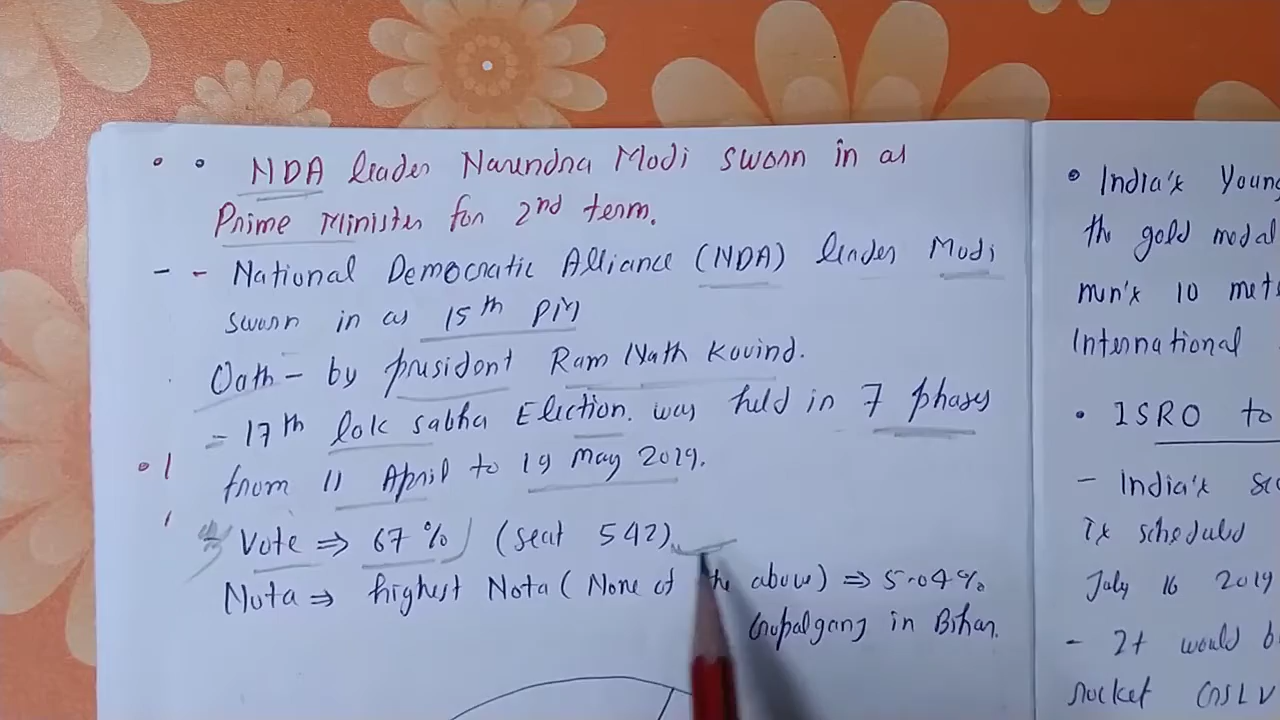 NDA leader Narendra Modi sworn in as
Prime Minister for 2nd term.
- - National Democratic Alliance (NDA) leader Modi
sworn in as 15th PM
Oath - by president Ram Nath Kovind.
- 17th lok sabha Election. was held in 7 phases
from 11 April to 19 May 2019.
Vote ⇒ 67% (seat 542)
Nota ⇒ highest Nota ( None of the above) ⇒ 5.04%
Gopalganj in Bihar.
• India's Young
the gold medal
men's 10 mete
International
• ISRO to
- India's sec
Ix scheduled
July 16 2019
- It would b
rocket GSLV